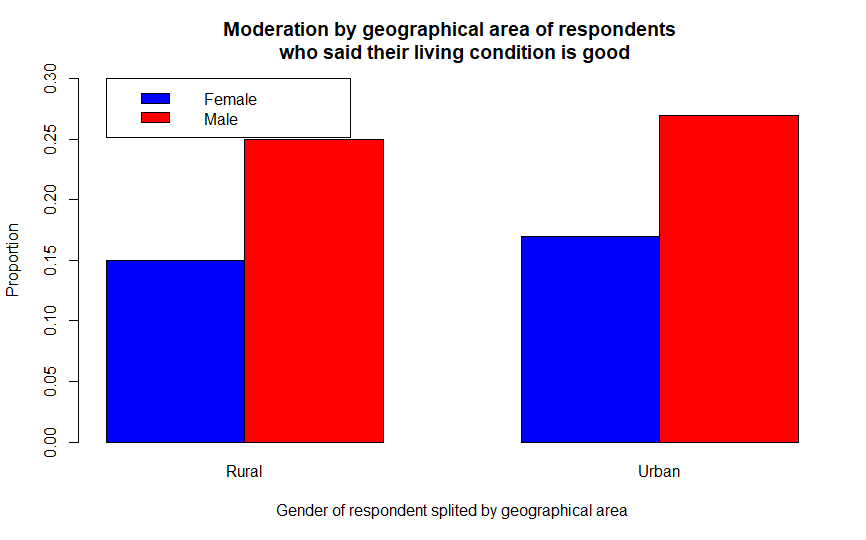 Moderation by geographical area of respondents
who said their living condition is good
0.30
0.25
0.20
0.15
0.10
0.05
0.00
Proportion
Female
Male
Rural
Urban
Gender of respondent splited by geographical area